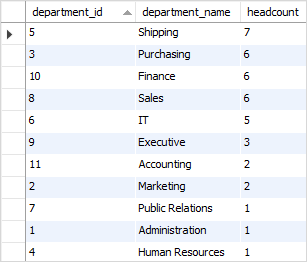 department_id department_name headcount
5 Shipping 7
3 Purchasing 6
10 Finance 6
8 Sales 6
6 IT 5
9 Executive 3
11 Accounting 2
2 Marketing 2
7 Public Relations 1
1 Administration 1
4 Human Resources 1